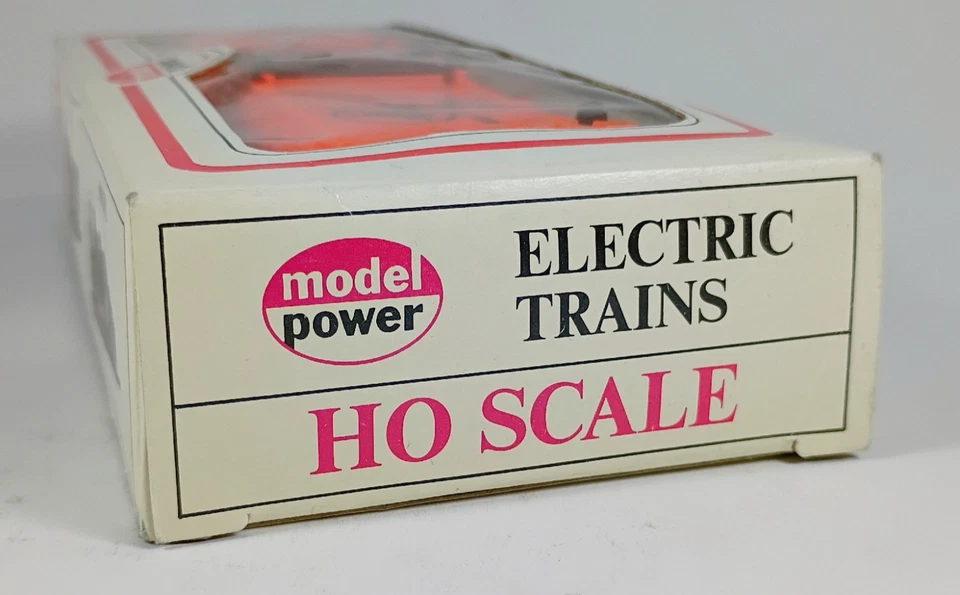 model
power
ELECTRIC
TRAINS
HO SCALE